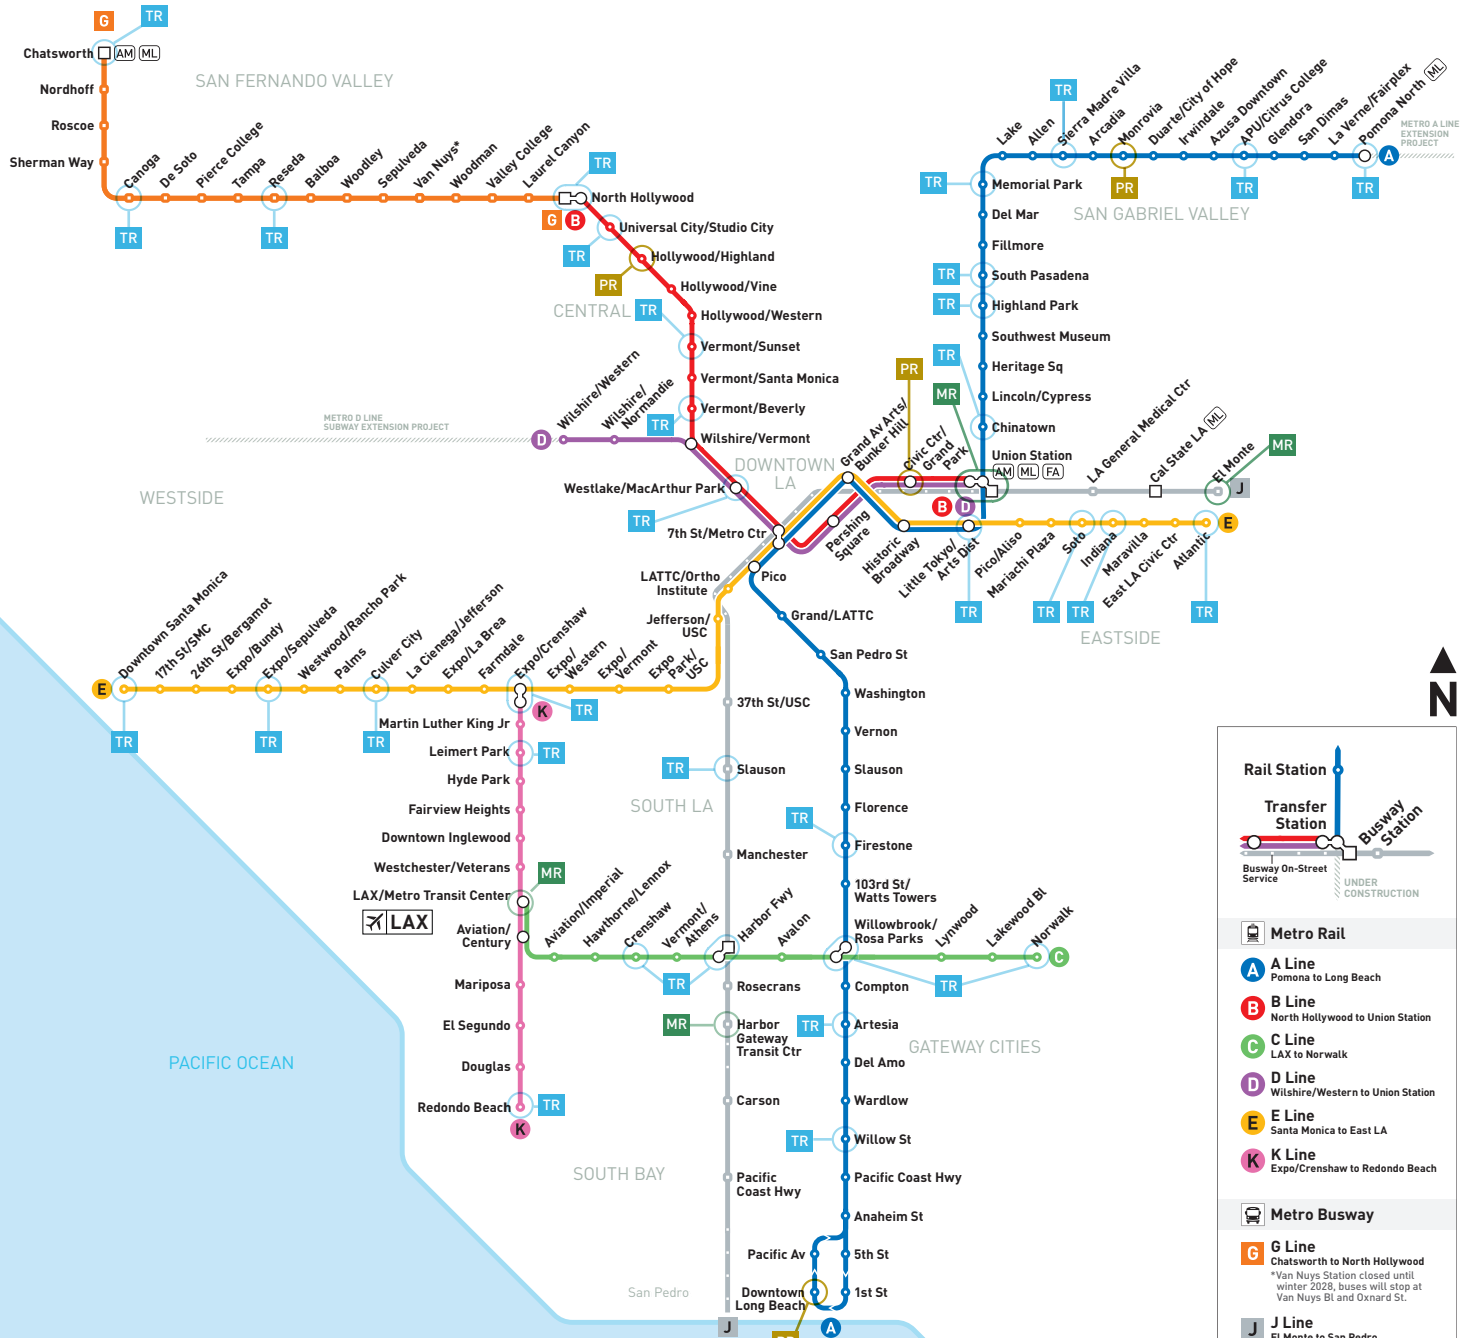 G
TR
Chatsworth
AM
ML
Nordhoff
Roscoe
Sherman Way
SAN FERNANDO VALLEY
Canoga
De Soto
Pierce College
Tampa
Reseda
Balboa
Woodley
Sepulveda
Van Nuys*
Woodman
Valley College
Laurel Canyon
TR
TR
TR
North Hollywood
G
B
Universal City/Studio City
TR
Hollywood/Highland
PR
Hollywood/Vine
CENTRAL
TR
Hollywood/Western
Vermont/Sunset
Vermont/Santa Monica
Vermont/Beverly
TR
Wilshire/Vermont
Wilshire/Western
Wilshire/
Normandie
METRO D LINE
SUBWAY EXTENSION PROJECT
D
WESTSIDE
DOWNTOWN
LA
Westlake/MacArthur Park
TR
7th St/Metro Ctr
Pershing
Square
Grand Av Arts/
Bunker Hill
Civic Ctr/
Grand
Park
PR
Historic
Broadway
Little Tokyo/
Arts Dist
TR
B
D
Union Station
AM
ML
FA
MR
TR
Lake
Allen
Sierra Madre Villa
Arcadia
Monrovia
Duarte/City of Hope
Irwindale
Azusa Downtown
APU/Citrus College
Glendora
San Dimas
La Verne/Fairplex
Pomona North
ML
TR
PR
TR
TR
A
METRO A LINE
EXTENSION
PROJECT
TR
Memorial Park
Del Mar
Fillmore
SAN GABRIEL VALLEY
TR
South Pasadena
TR
Highland Park
Southwest Museum
Heritage Sq
Lincoln/Cypress
Chinatown
LA General Medical Ctr
Cal State LA
ML
El Monte
MR
J
Pico/Aliso
Mariachi Plaza
Soto
Indiana
Maravilla
East LA Civic Ctr
Atlantic
E
TR
TR
TR
EASTSIDE
Pico
LATTC/Ortho
Institute
Jefferson/
USC
Grand/LATTC
San Pedro St
Washington
Vernon
Slauson
Florence
TR
Firestone
103rd St/
Watts Towers
Willowbrook/
Rosa Parks
E
Downtown Santa Monica
17th St/SMC
26th St/Bergamot
Expo/Bundy
Expo/Sepulveda
Westwood/Rancho Park
Palms
Culver City
La Cienega/Jefferson
Expo/La Brea
Farmdale
Expo/Crenshaw
Expo/
Western
Expo/
Vermont
Expo
Park/
USC
TR
TR
TR
TR
K
Martin Luther King Jr
Leimert Park
TR
Hyde Park
Fairview Heights
Downtown Inglewood
Westchester/Veterans
LAX/Metro Transit Center
MR
LAX
Aviation/
Century
Mariposa
El Segundo
Douglas
Redondo Beach
TR
K
37th St/USC
TR
Slauson
SOUTH LA
Manchester
Aviation/Imperial
Hawthorne/Lennox
Crenshaw
Vermont/
Athens
Harbor Fwy
Avalon
Lynwood
Lakewood Bl
Norwalk
C
TR
TR
Rosecrans
MR
Harbor
Gateway
Transit Ctr
Carson
Pacific
Coast Hwy
San Pedro
J
Compton
TR
Artesia
Del Amo
Wardlow
TR
Willow St
Pacific Coast Hwy
Anaheim St
Pacific Av
5th St
Downtown
Long Beach
1st St
A
GATEWAY CITIES
SOUTH BAY
PACIFIC OCEAN
N
Rail Station
Transfer
Station
Busway
Station
Busway On-Street
Service
UNDER
CONSTRUCTION
Metro Rail
A
A Line
Pomona to Long Beach
B
B Line
North Hollywood to Union Station
C
C Line
LAX to Norwalk
D
D Line
Wilshire/Western to Union Station
E
E Line
Santa Monica to East LA
K
K Line
Expo/Crenshaw to Redondo Beach
Metro Busway
G
G Line
Chatsworth to North Hollywood
*Van Nuys Station closed until
winter 2028, buses will stop at
Van Nuys Bl and Oxnard St.
J
J Line
El Monte to San Pedro